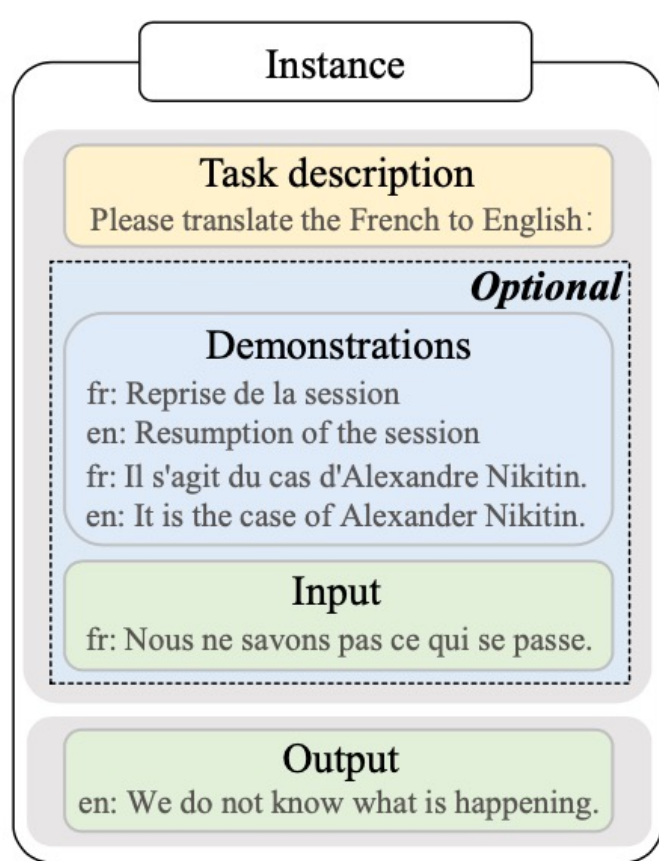 Instance
Task description
Please translate the French to English:
Optional
Demonstrations
fr: Reprise de la session
en: Resumption of the session
fr: Il s'agit du cas d'Alexandre Nikitin.
en: It is the case of Alexander Nikitin.
Input
fr: Nous ne savons pas ce qui se passe.
Output
en: We do not know what is happening.